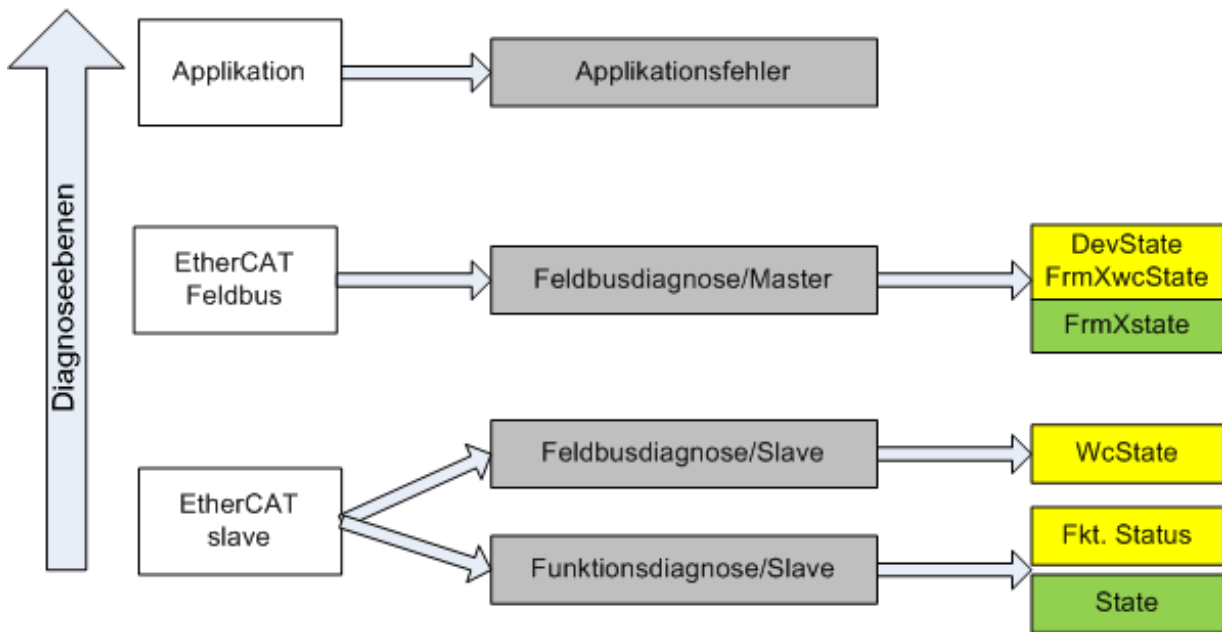 Diagnoseebenen
Applikation
Applikationsfehler
EtherCAT
Feldbus
Feldbusdiagnose/Master
DevState
FrmXwcState
FrmXstate
EtherCAT
slave
Feldbusdiagnose/Slave
WcState
Funktionsdiagnose/Slave
Fkt. Status
State